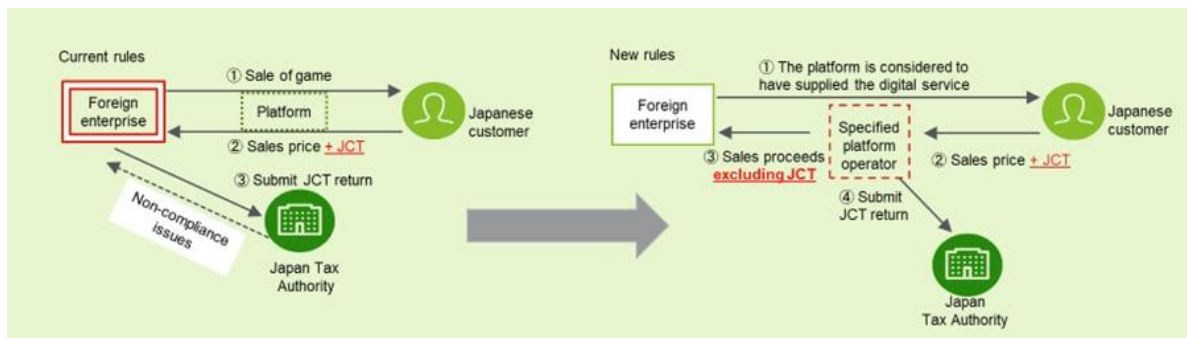 Current rules
① Sale of game
Foreign
enterprise
Platform
Japanese
customer
② Sales price + JCT
③ Submit JCT return
Non-compliance
issues
Japan Tax
Authority
New rules
① The platform is considered to
have supplied the digital service
Foreign
enterprise
Specified
platform
operator
Japanese
customer
② Sales price + JCT
③ Sales proceeds
excluding JCT
④ Submit
JCT return
Japan
Tax Authority